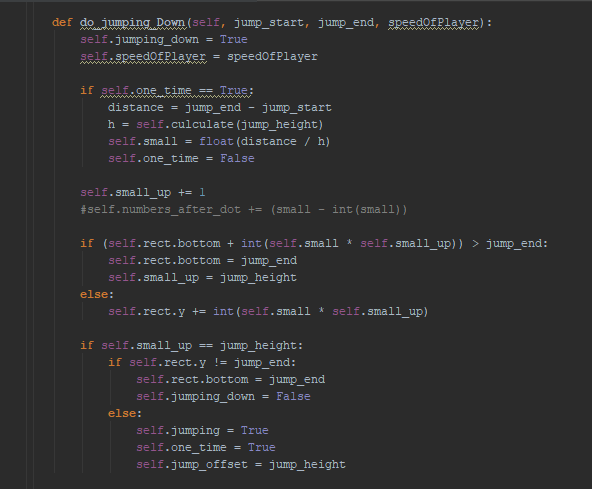 def do_jumping_Down(self, jump_start, jump_end, speedOfPlayer):
    self.jumping_down = True
    self.speedOfPlayer = speedOfPlayer

    if self.one_time == True:
        distance = jump_end - jump_start
        h = self.culculate(jump_height)
        self.small = float(distance / h)
        self.one_time = False

    self.small_up += 1
    #self.numbers_after_dot += (small - int(small))

    if (self.rect.bottom + int(self.small * self.small_up)) > jump_end:
        self.rect.bottom = jump_end
        self.small_up = jump_height
    else:
        self.rect.y += int(self.small * self.small_up)

    if self.small_up == jump_height:
        if self.rect.y != jump_end:
            self.rect.bottom = jump_end
            self.jumping_down = False
        else:
            self.jumping = True
            self.one_time = True
            self.jump_offset = jump_height